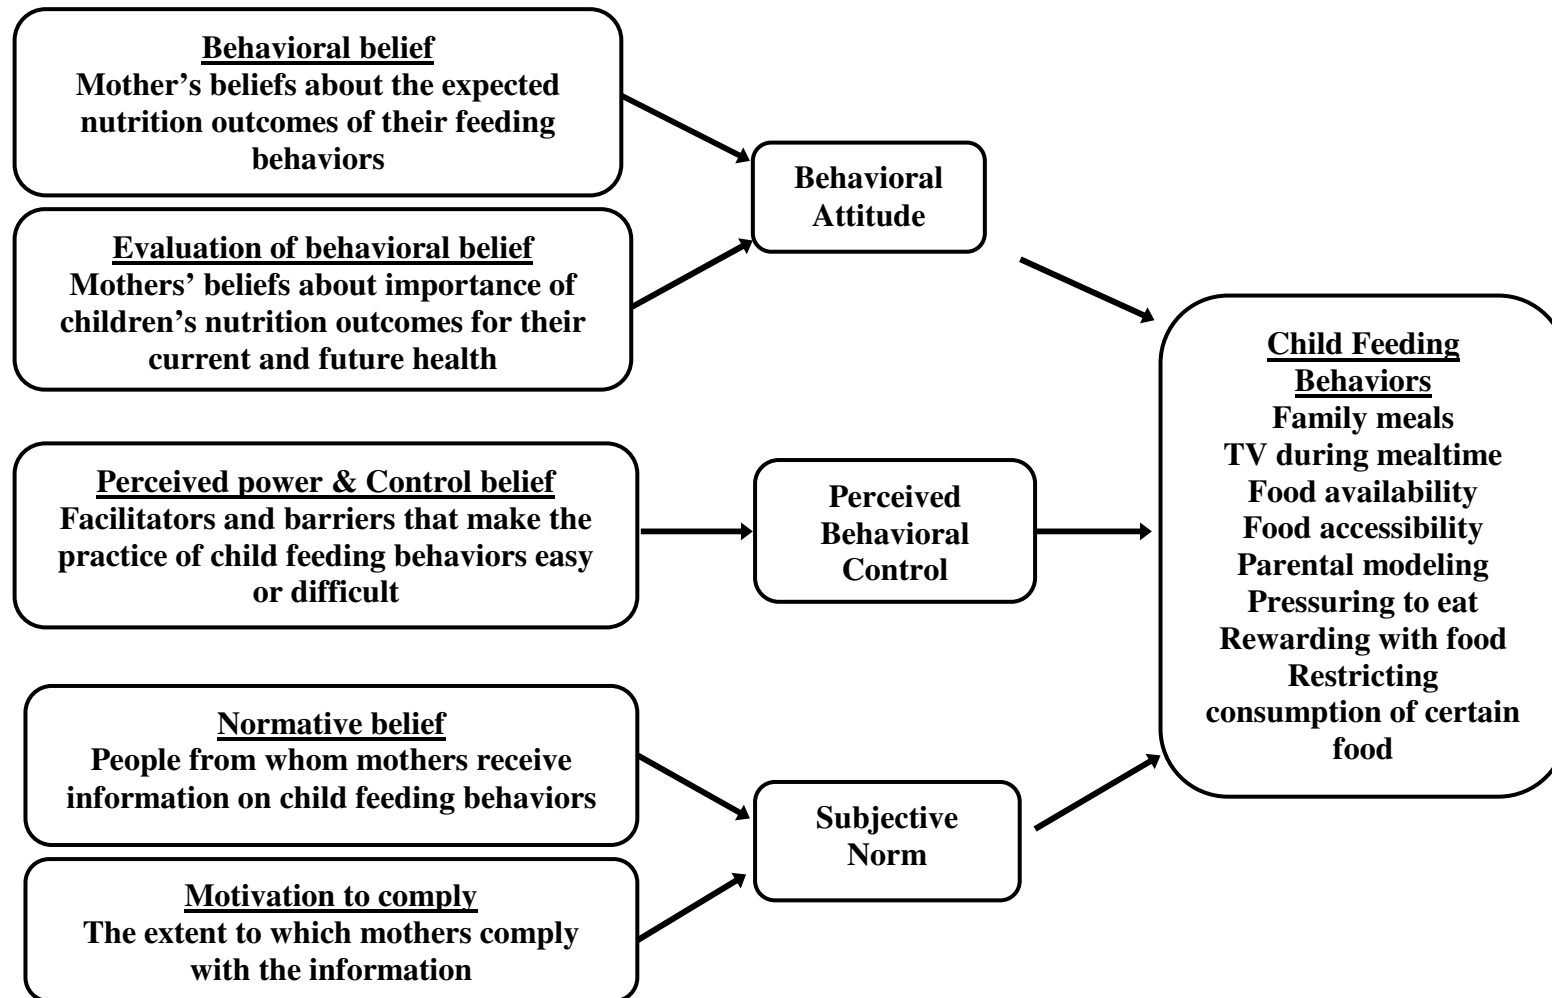 Behavioral belief
Mother’s beliefs about the expected
nutrition outcomes of their feeding
behaviors
Evaluation of behavioral belief
Mothers’ beliefs about importance of
children’s nutrition outcomes for their
current and future health
Perceived power & Control belief
Facilitators and barriers that make the
practice of child feeding behaviors easy
or difficult
Normative belief
People from whom mothers receive
information on child feeding behaviors
Motivation to comply
The extent to which mothers comply
with the information
Behavioral
Attitude
Perceived
Behavioral
Control
Subjective
Norm
Child Feeding
Behaviors
Family meals
TV during mealtime
Food availability
Food accessibility
Parental modeling
Pressuring to eat
Rewarding with food
Restricting
consumption of certain
food